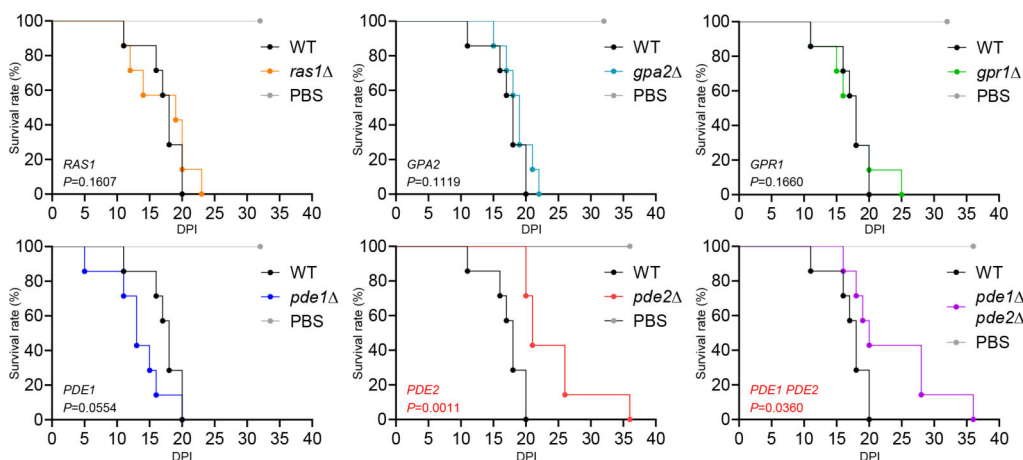 Survival rate (%)
100
80
60
40
20
0
0 5 10 15 20 25 30 35 40
DPI
WT
ras1Δ
PBS
RAS1
P=0.1607
Survival rate (%)
100
80
60
40
20
0
0 5 10 15 20 25 30 35 40
DPI
WT
gpa2Δ
PBS
GPA2
P=0.1119
Survival rate (%)
100
80
60
40
20
0
0 5 10 15 20 25 30 35 40
DPI
WT
gpr1Δ
PBS
GPR1
P=0.1660
Survival rate (%)
100
80
60
40
20
0
0 5 10 15 20 25 30 35 40
DPI
WT
pde1Δ
PBS
PDE1
P=0.0554
Survival rate (%)
100
80
60
40
20
0
0 5 10 15 20 25 30 35 40
DPI
WT
pde2Δ
PBS
PDE2
P=0.0011
Survival rate (%)
100
80
60
40
20
0
0 5 10 15 20 25 30 35 40
DPI
WT
pde1Δ
pde2Δ
PBS
PDE1 PDE2
P=0.0360